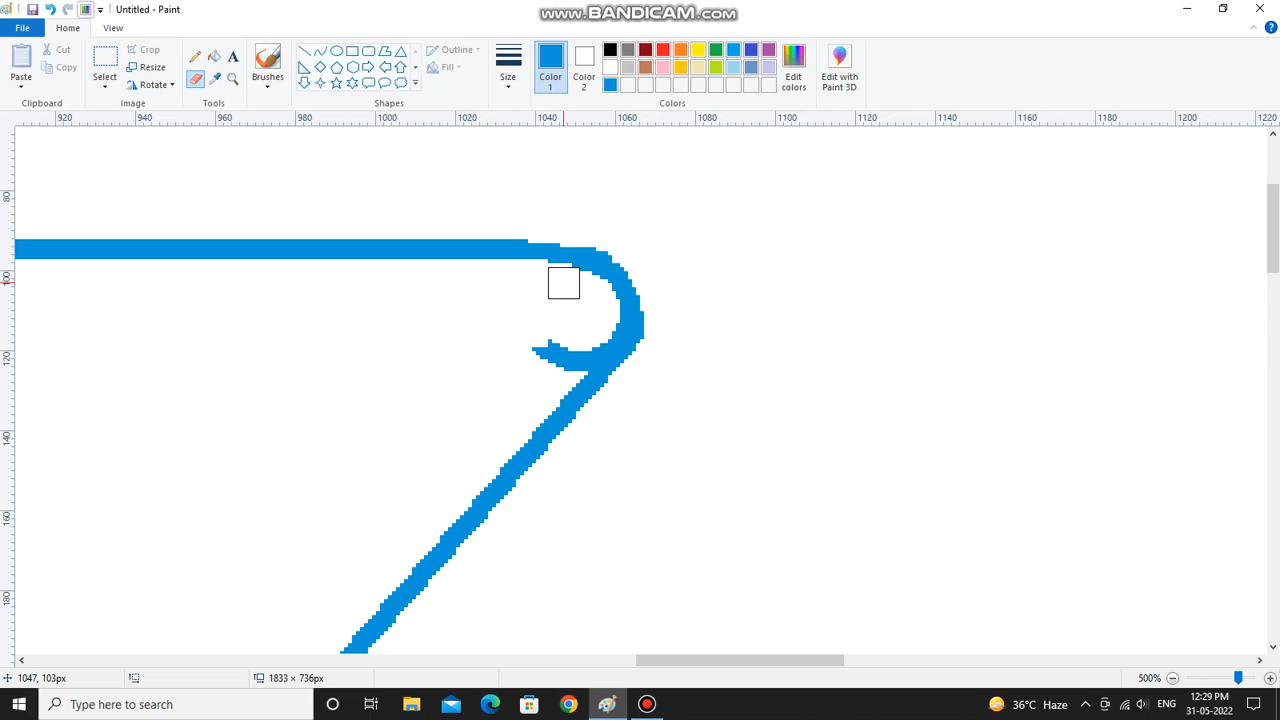 Untitled - Paint
www.BANDICAM.com
File Home View
Paste
Cut
Copy
Clipboard
Select
Crop
Resize
Rotate
Image
A
Tools
Brushes
Outline
Fill
Shapes
Size
Color 1
Color 2
Edit colors
Colors
Edit with Paint 3D
920 940 960 980 1000 1020 1040 1060 1080 1100 1120 1140 1160 1180 1200 1220
80
100
120
140
160
180
1047, 103px
1833 × 736px
500%
Type here to search
36°C Haze
ENG
12:29 PM
31-05-2022